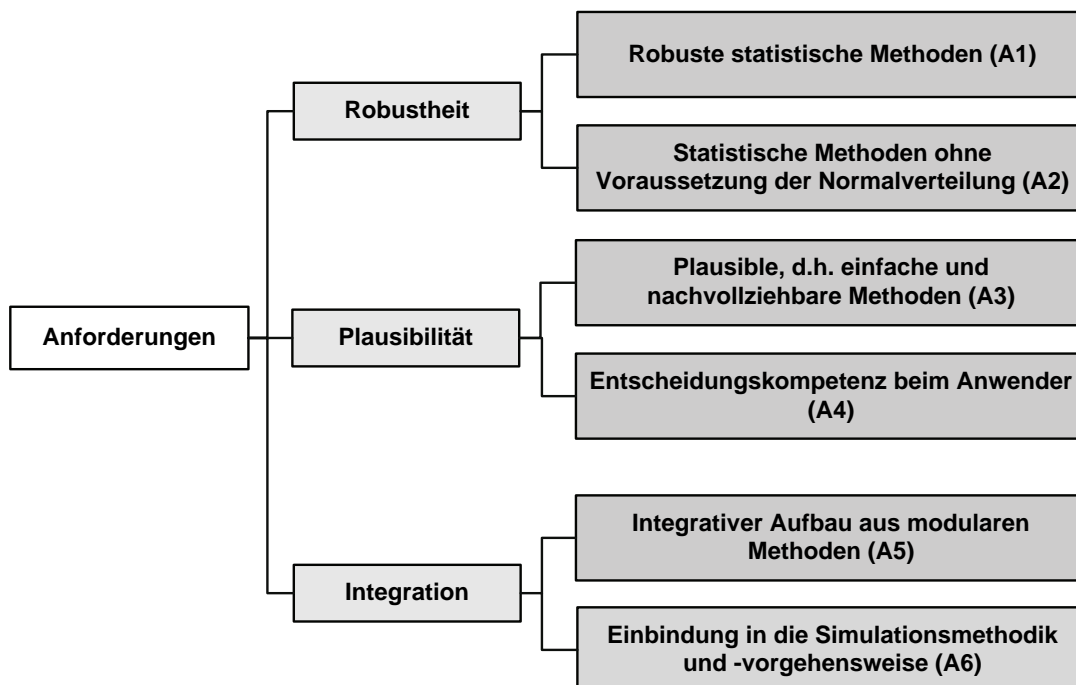 Anforderungen
Robustheit
Robuste statistische Methoden (A1)
Statistische Methoden ohne
Voraussetzung der Normalverteilung (A2)
Plausibilität
Plausible, d.h. einfache und
nachvollziehbare Methoden (A3)
Entscheidungskompetenz beim Anwender
(A4)
Integration
Integrativer Aufbau aus modularen
Methoden (A5)
Einbindung in die Simulationsmethodik
und -vorgehensweise (A6)